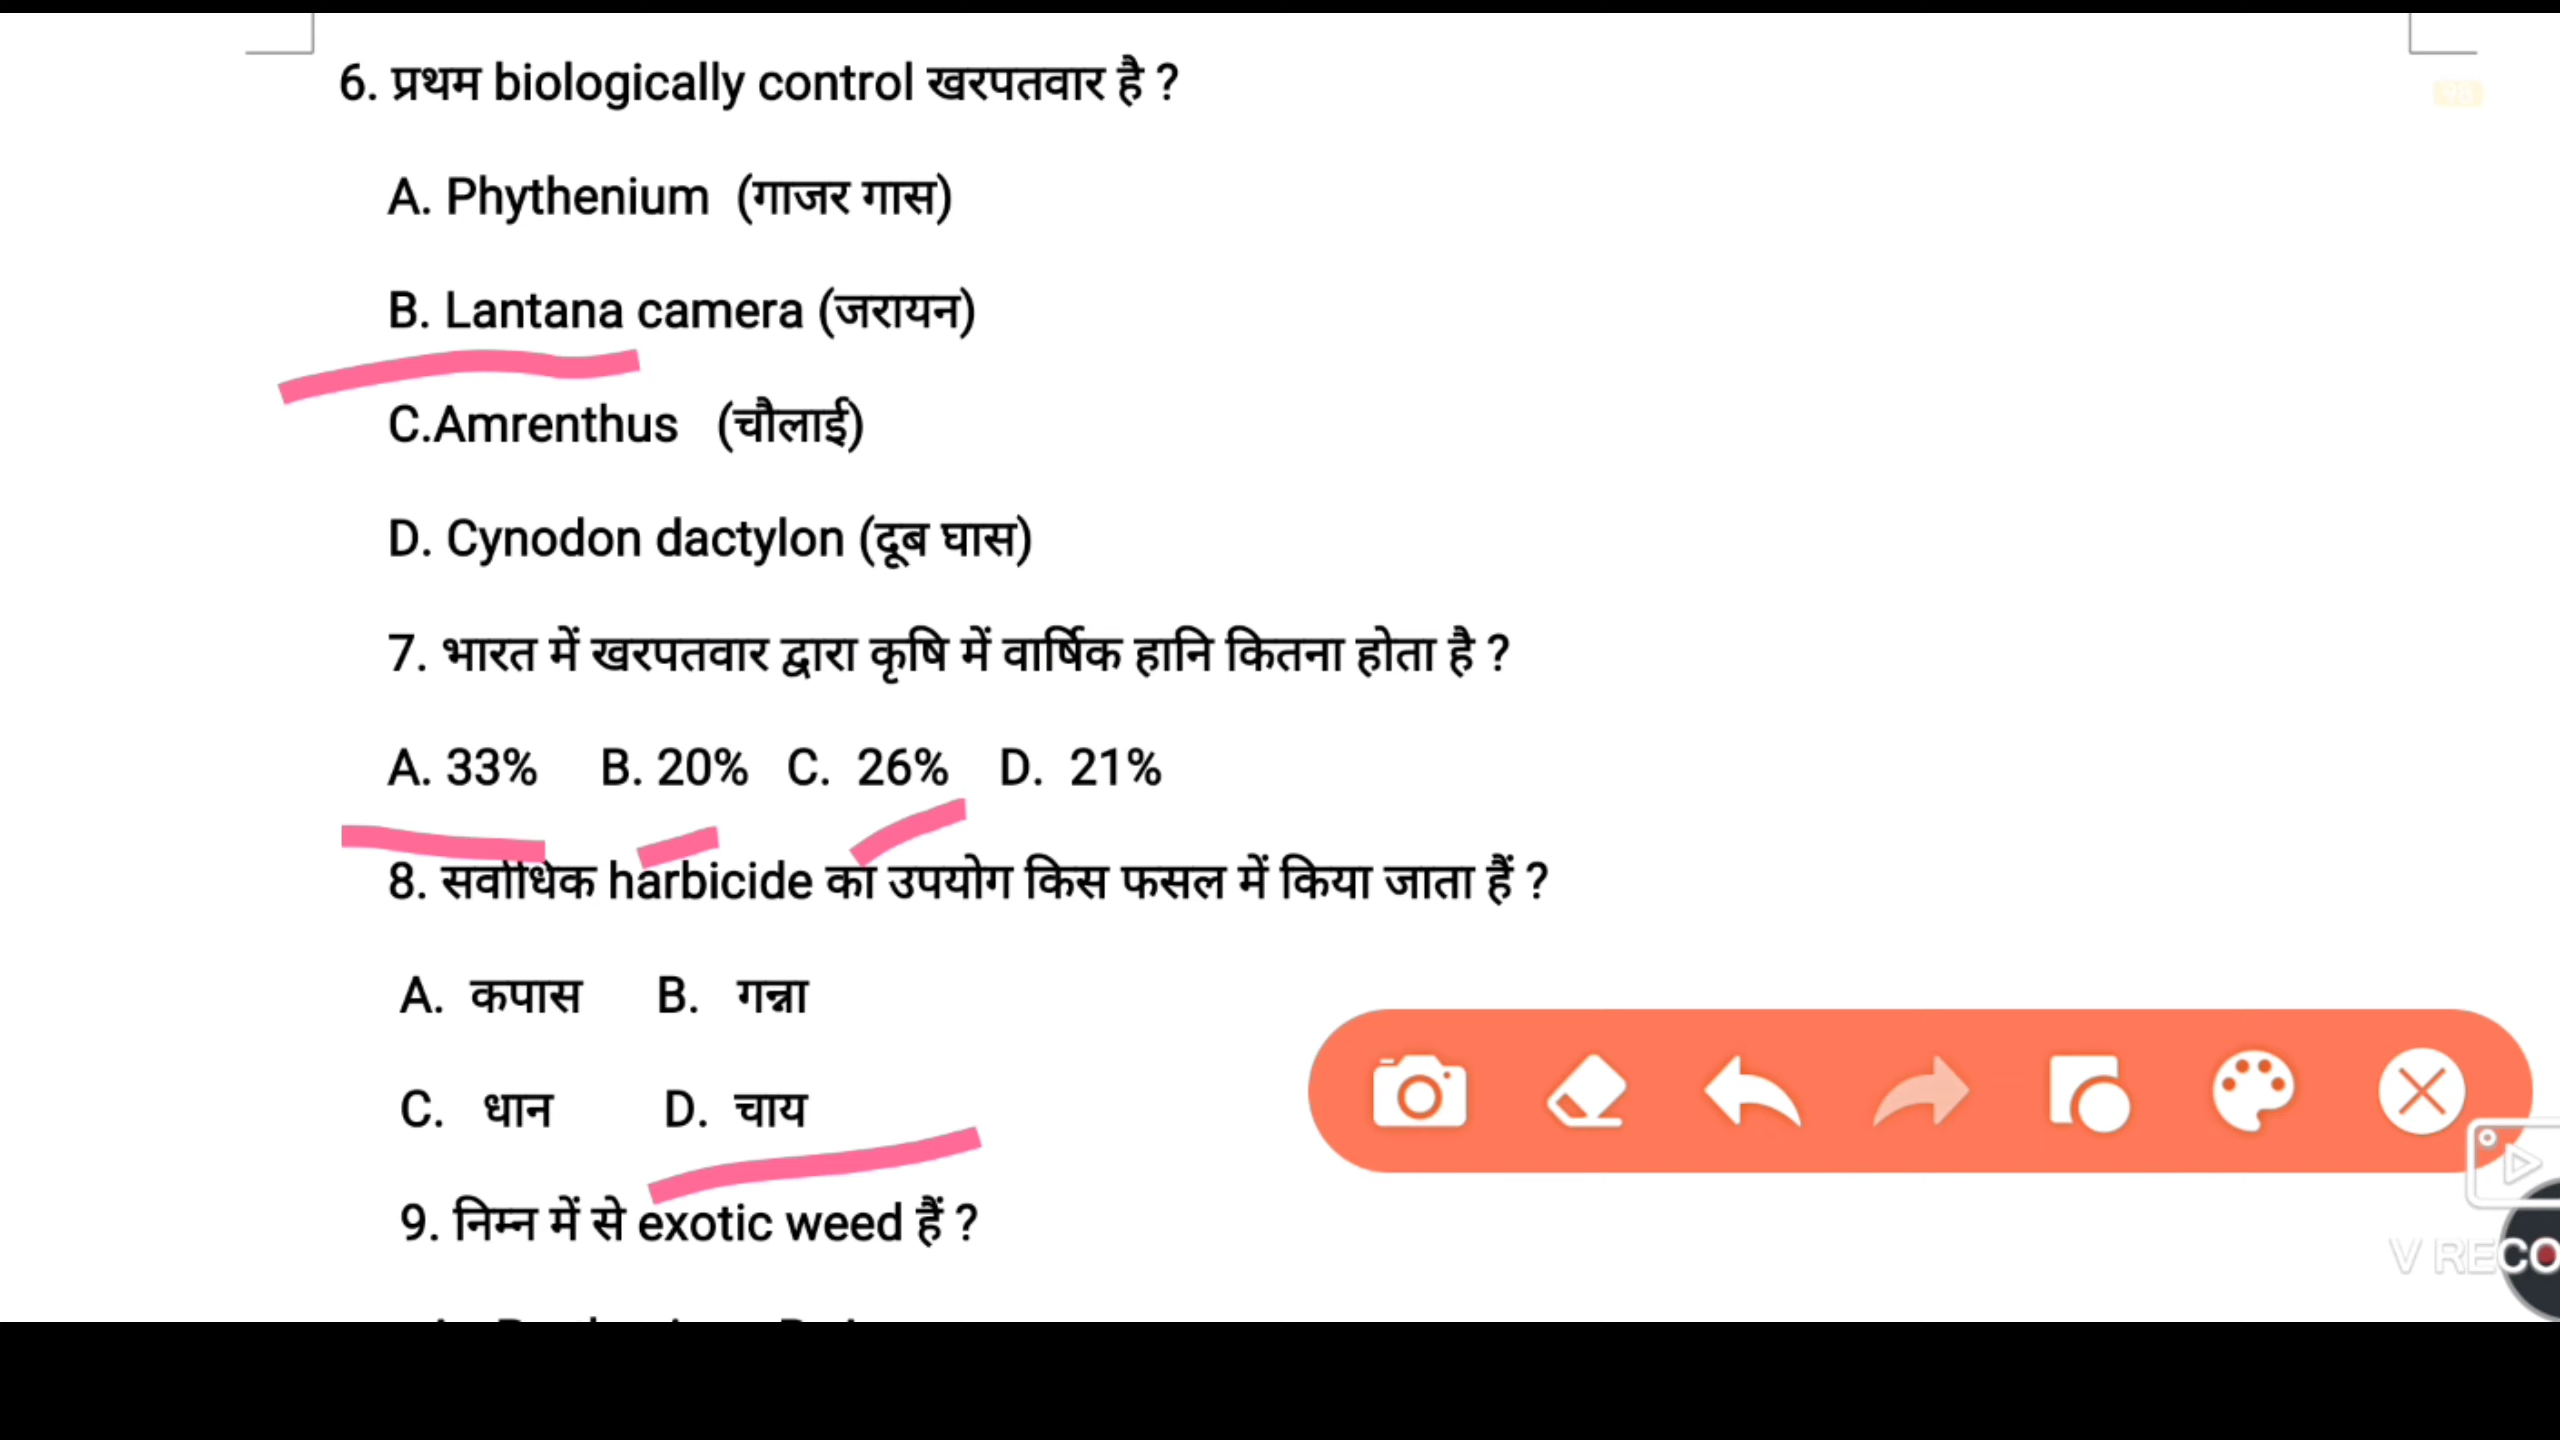 6. प्रथम biologically control खरपतवार है ?
A. Phythenium (गाजर गास)
B. Lantana camera (जरायन)
C.Amrenthus (चौलाई)
D. Cynodon dactylon (दूब घास)
7. भारत में खरपतवार द्वारा कृषि में वार्षिक हानि कितना होता है ?
A. 33% B. 20% C. 26% D. 21%
8. सर्वाधिक harbicide का उपयोग किस फसल में किया जाता हैं ?
A. कपास B. गन्ना
C. धान D. चाय
9. निम्न में से exotic weed हैं ?
V RECO